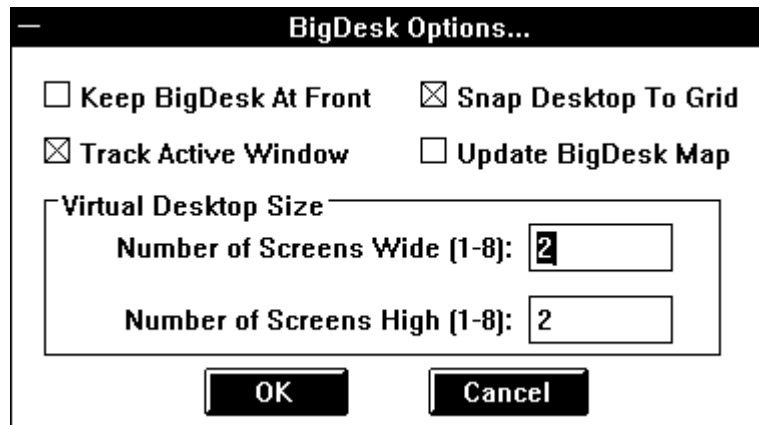 BigDesk Options...
Keep BigDesk At Front
Snap Desktop To Grid
Track Active Window
Update BigDesk Map
Virtual Desktop Size
Number of Screens Wide (1-8): 2
Number of Screens High (1-8): 2
OK
Cancel